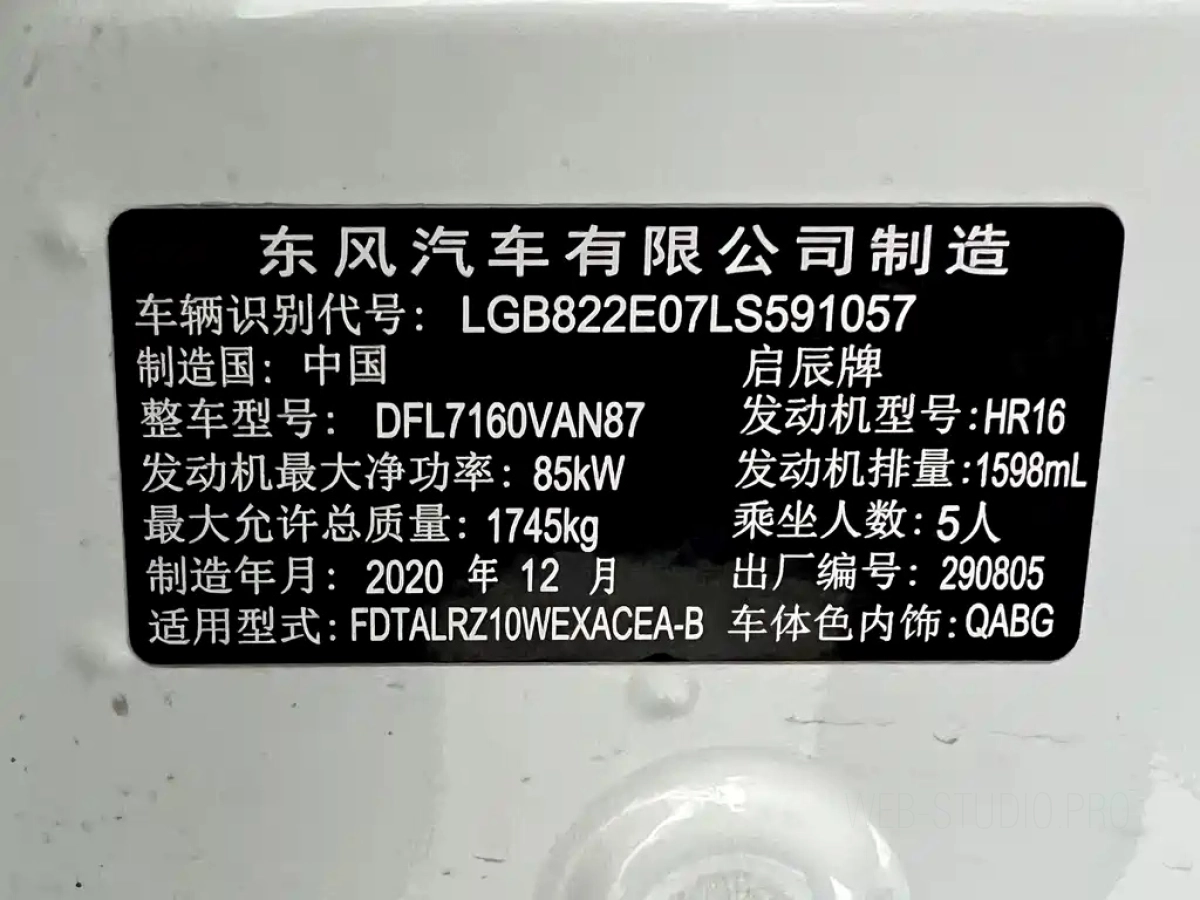 东风汽车有限公司制造
车辆识别代号：LGB822E07LS591057
制造国：中国 启辰牌
整车型号：DFL7160VAN87 发动机型号：HR16
发动机最大净功率：85kW 发动机排量：1598mL
最大允许总质量：1745kg 乘坐人数：5人
制造年月：2020 年 12 月 出厂编号：290805
适用型式：FDTALRZ10WEXACEA-B 车体色内饰：QABG
WEB-STUDIO PRO